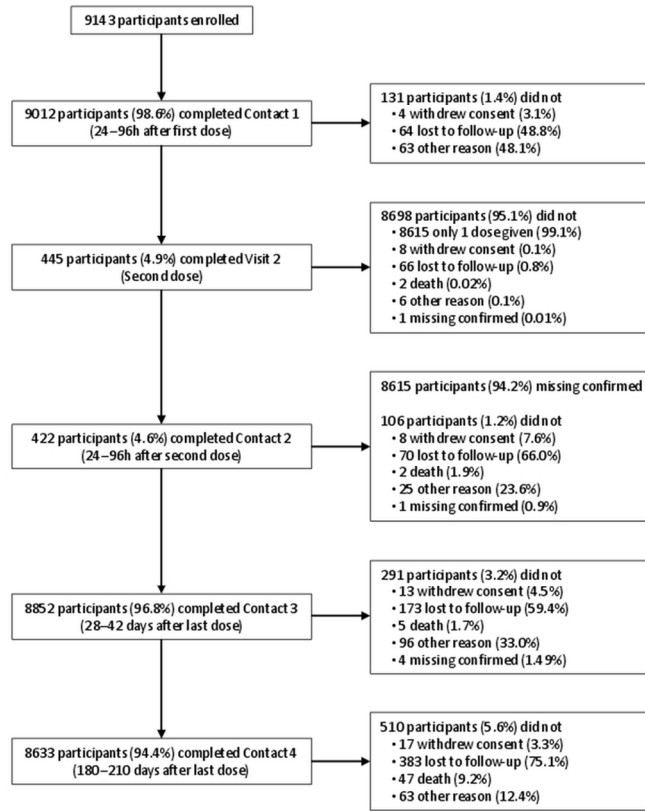 9143 participants enrolled
9012 participants (98.6%) completed Contact 1
(24–96h after first dose)
131 participants (1.4%) did not
• 4 withdrew consent (3.1%)
• 64 lost to follow-up (48.8%)
• 63 other reason (48.1%)
445 participants (4.9%) completed Visit 2
(Second dose)
8698 participants (95.1%) did not
• 8615 only 1 dose given (99.1%)
• 8 withdrew consent (0.1%)
• 66 lost to follow-up (0.8%)
• 2 death (0.02%)
• 6 other reason (0.1%)
• 1 missing confirmed (0.01%)
422 participants (4.6%) completed Contact 2
(24–96h after second dose)
8615 participants (94.2%) missing confirmed
106 participants (1.2%) did not
• 8 withdrew consent (7.6%)
• 70 lost to follow-up (66.0%)
• 2 death (1.9%)
• 25 other reason (23.6%)
• 1 missing confirmed (0.9%)
8852 participants (96.8%) completed Contact 3
(28–42 days after last dose)
291 participants (3.2%) did not
• 13 withdrew consent (4.5%)
• 173 lost to follow-up (59.4%)
• 5 death (1.7%)
• 96 other reason (33.0%)
• 4 missing confirmed (1.49%)
8633 participants (94.4%) completed Contact 4
(180–210 days after last dose)
510 participants (5.6%) did not
• 17 withdrew consent (3.3%)
• 383 lost to follow-up (75.1%)
• 47 death (9.2%)
• 63 other reason (12.4%)